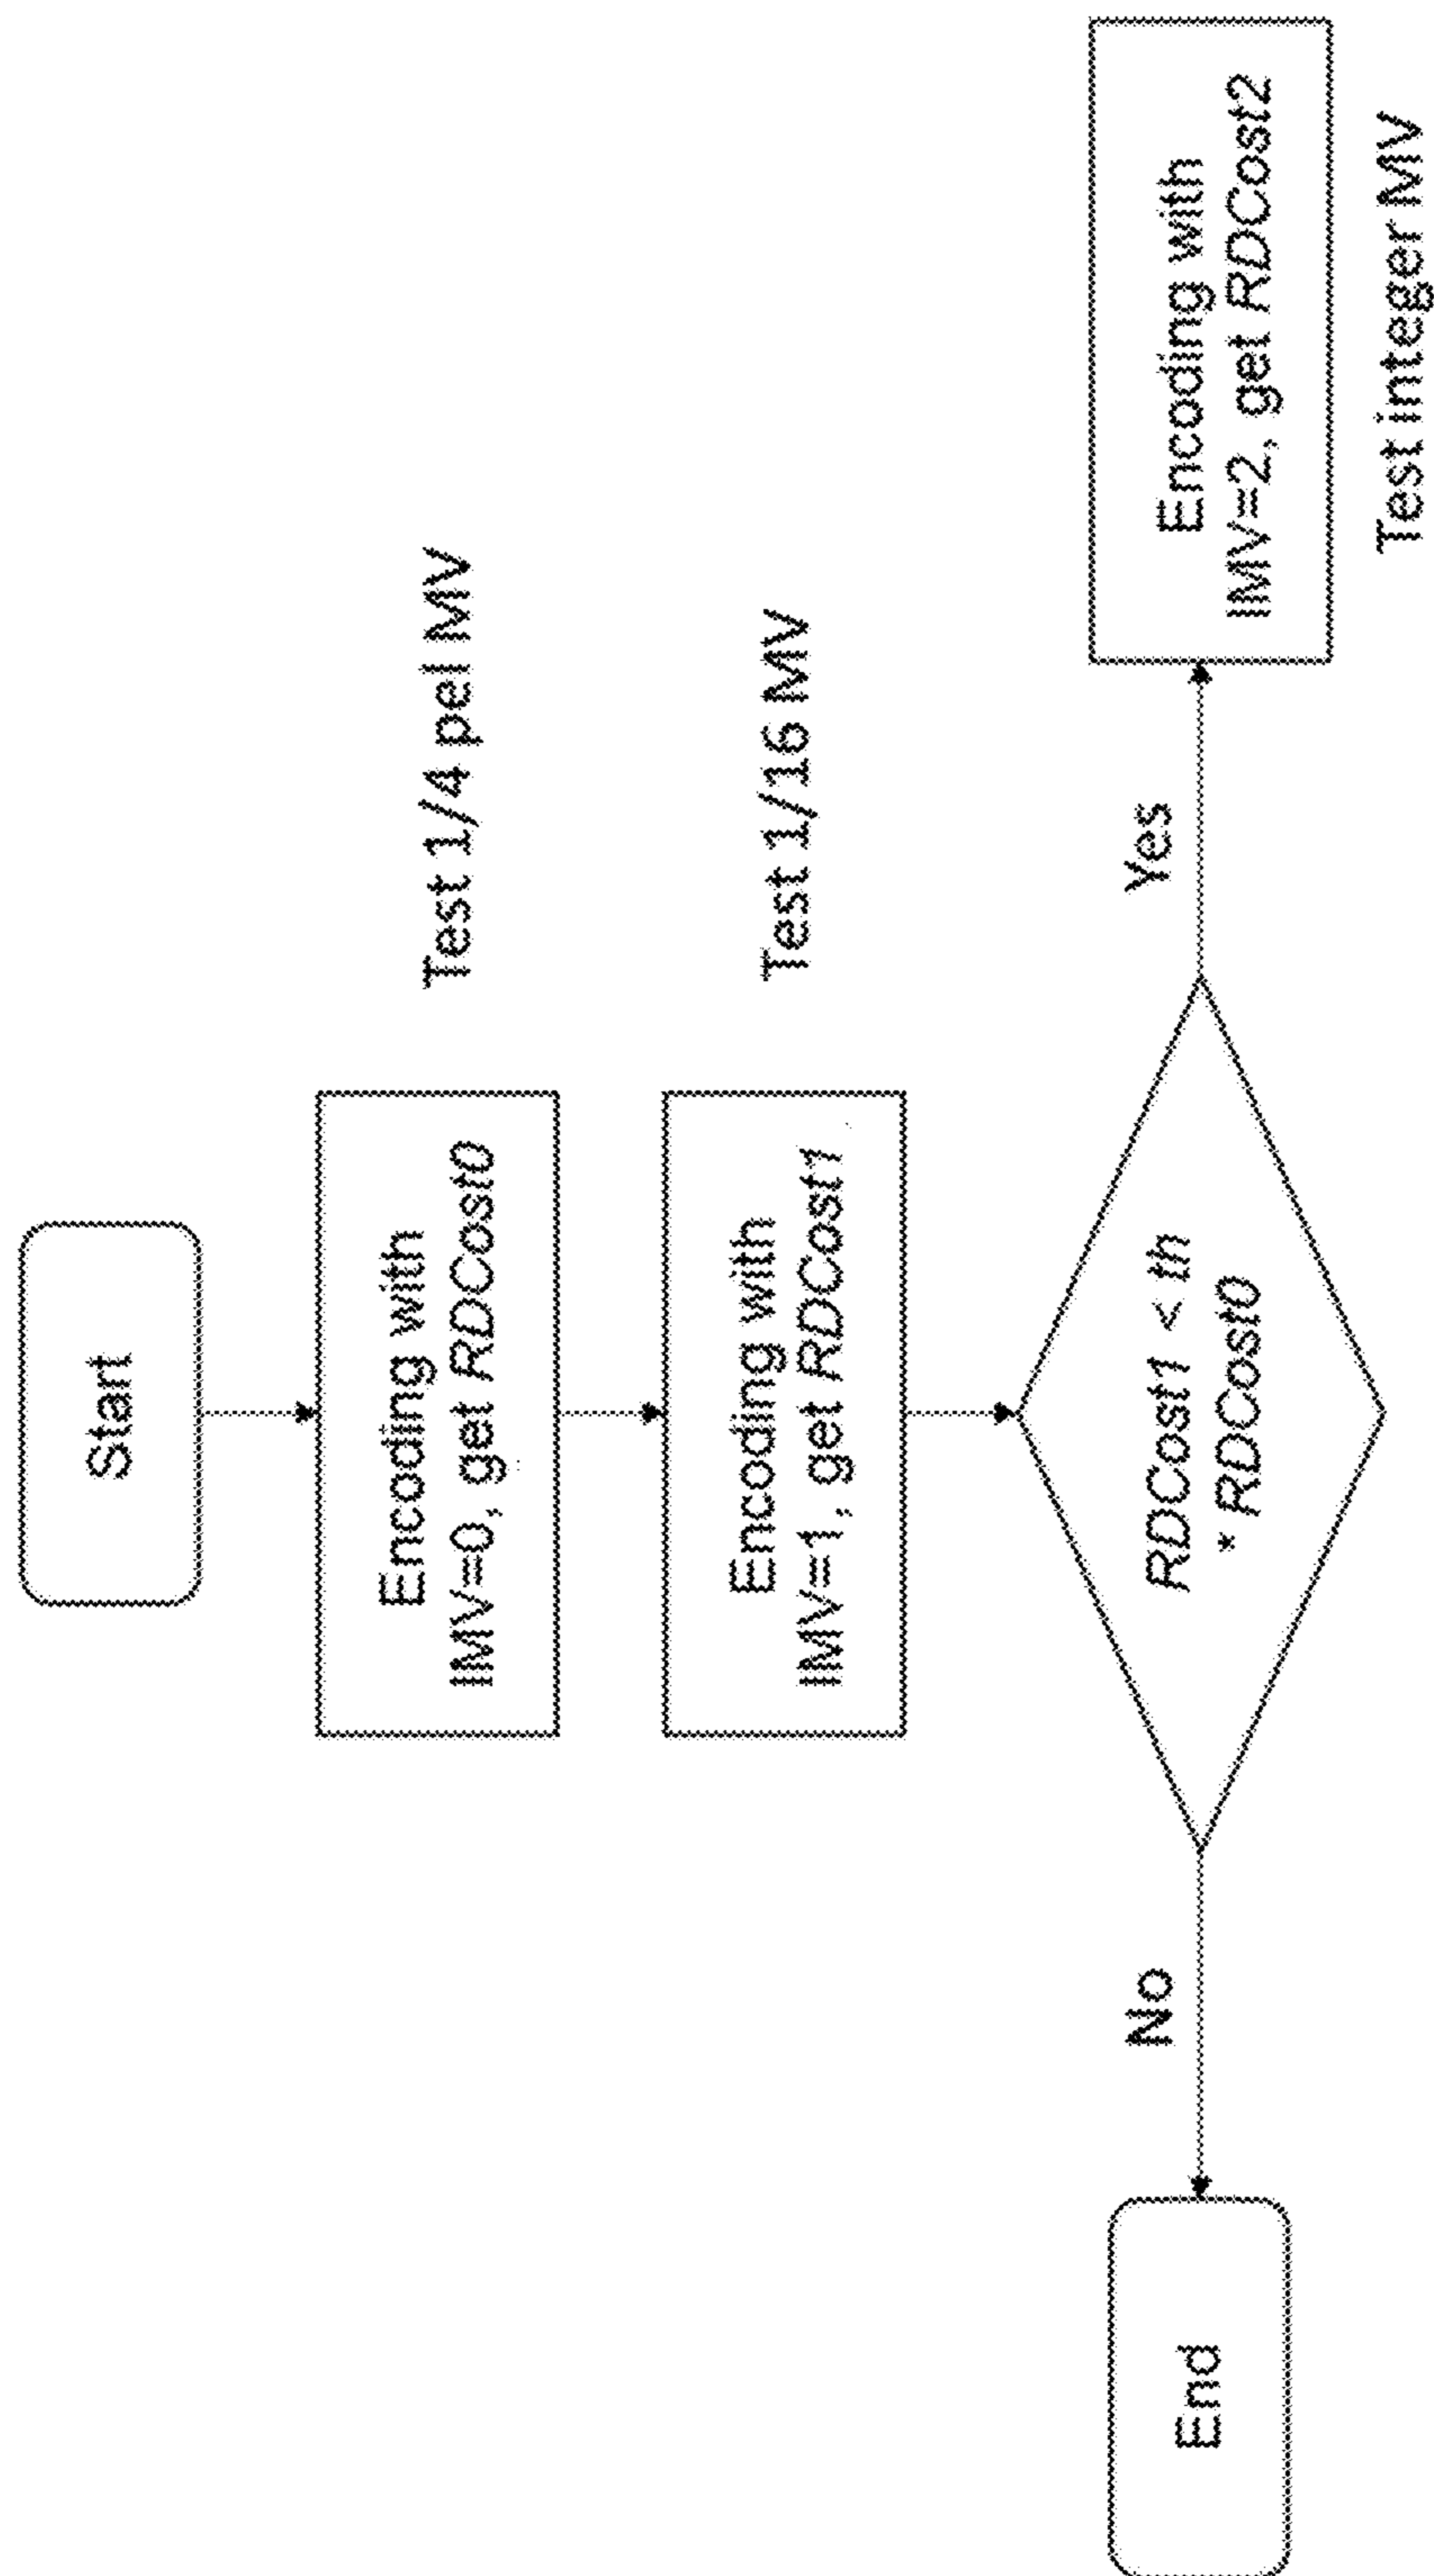 Start
Encoding with
IMV=0, get RDCost0
Test 1/4 pel MV
Encoding with
IMV=1, get RDCost1
Test 1/16 MV
RDCost1 < th
* RDCost0
No
Yes
End
Encoding with
IMV=2, get RDCost2
Test integer MV